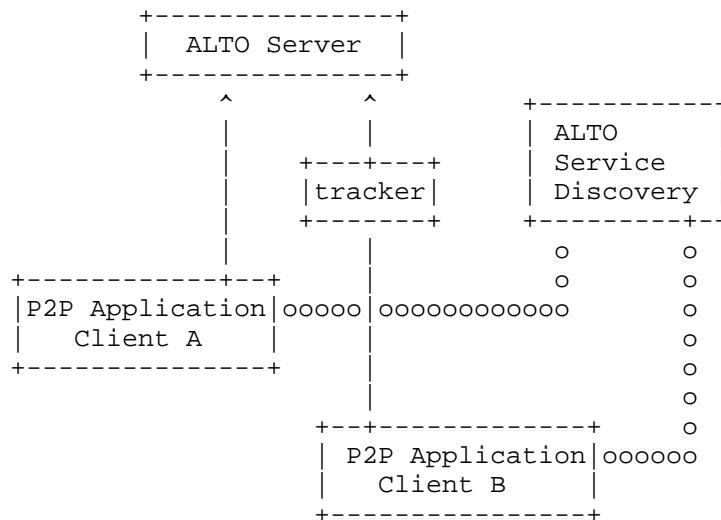 ALTO Server
ALTO
Service
tracker
Discovery
P2P Application
Client A
P2P Application
Client B